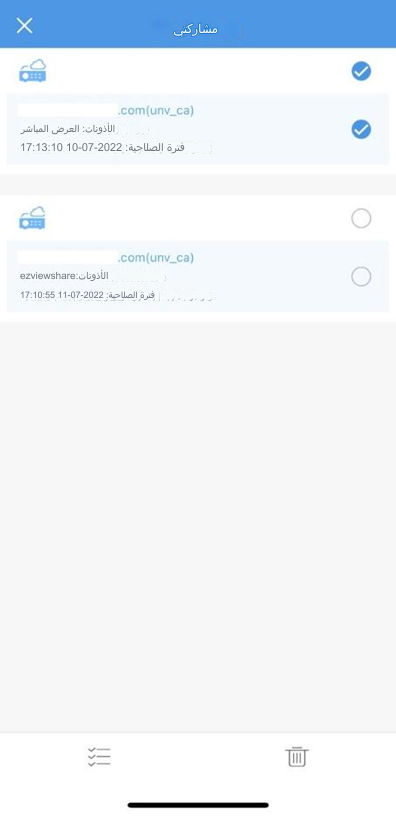 مشاركتي
.com(unv_ca)
الأذونات: العرض المباشر
فترة الصلاحية: 2022-07-10 17:13:10
.com(unv_ca)
الأذونات:ezviewshare
فترة الصلاحية: 2022-07-11 17:10:55